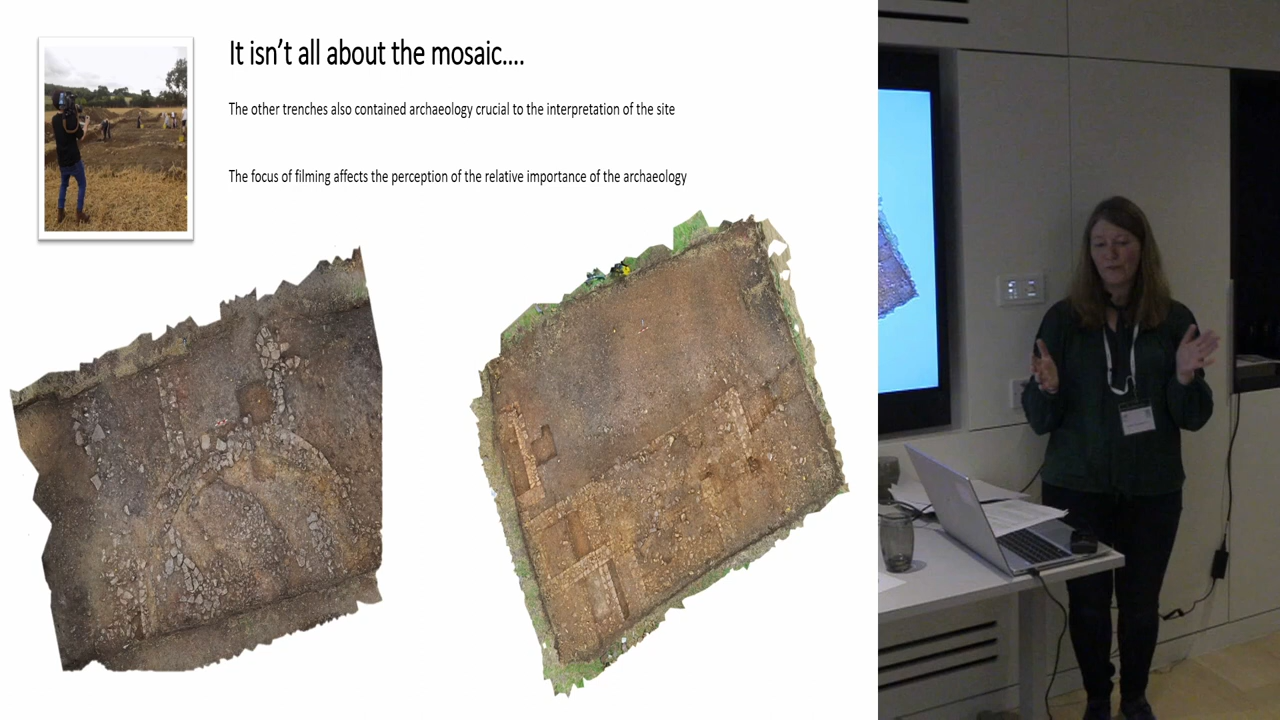 It isn't all about the mosaic....
The other trenches also contained archaeology crucial to the interpretation of the site
The focus of filming affects the perception of the relative importance of the archaeology